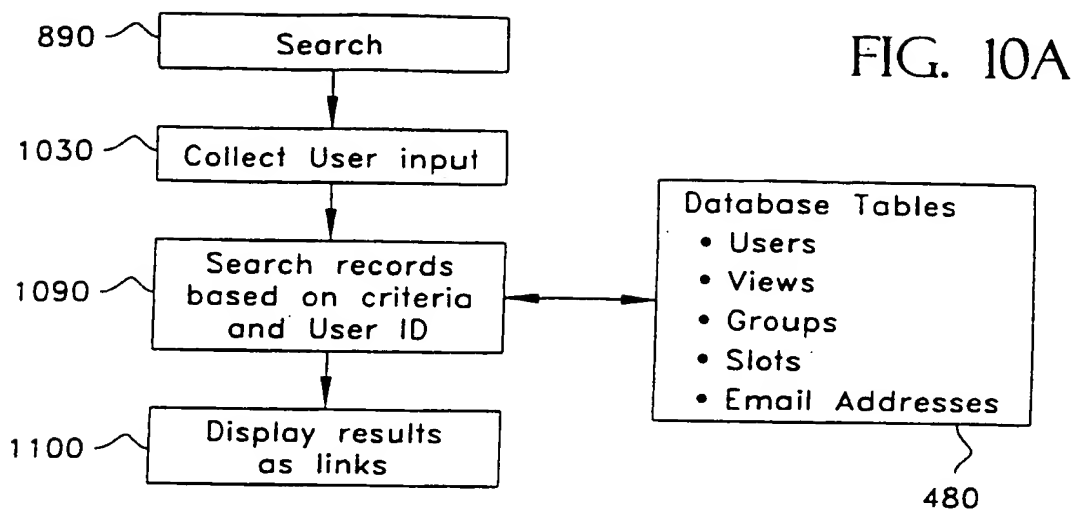 FIG. 10A
890
Search
1030
Collect User input
1090
Search records
based on criteria
and User ID
1100
Display results
as links
Database Tables
• Users
• Views
• Groups
• Slots
• Email Addresses
480